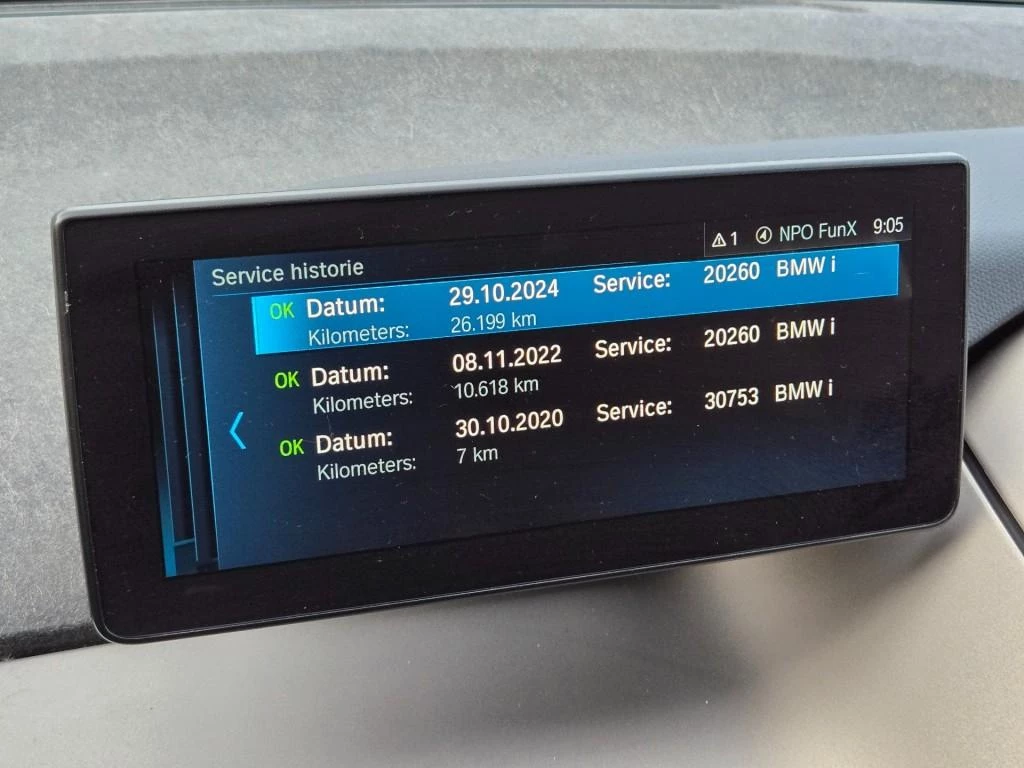 ⚠1 NPO FunX 9:05
Service historie
OK Datum: 29.10.2024 Service: 20260 BMW i
Kilometers: 26.199 km
OK Datum: 08.11.2022 Service: 20260 BMW i
Kilometers: 10.618 km
OK Datum: 30.10.2020 Service: 30753 BMW i
Kilometers: 7 km